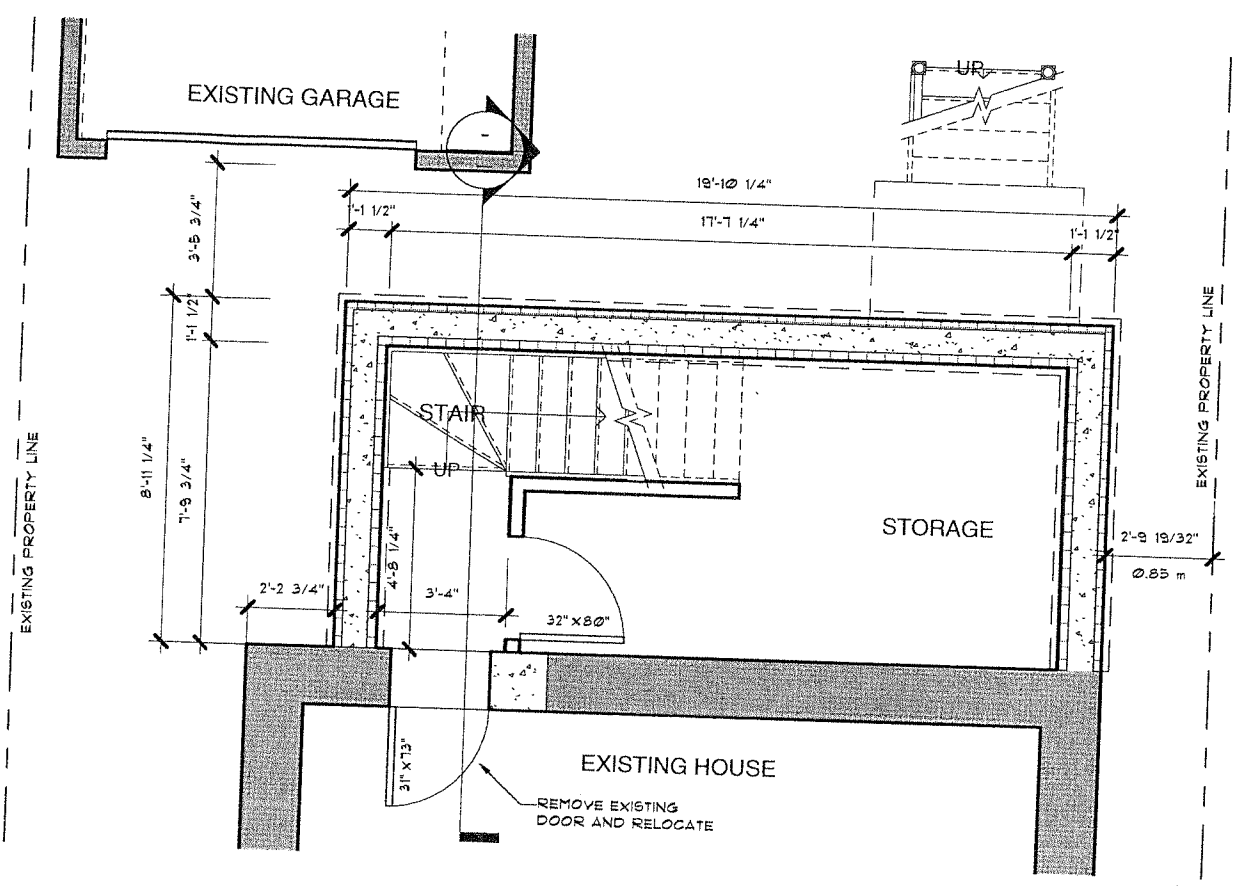 UP
EXISTING GARAGE
19'-10 1/4"
1'-1 1/2"
17'-7 1/4"
1'-1 1/2"
3'-5 3/4"
1'-1 1/2"
8'-11 1/4"
7'-9 3/4"
EXISTING PROPERTY LINE
EXISTING PROPERTY LINE
STAIR
UP
STORAGE
4'-8 1/4"
2'-2 3/4"
3'-4"
32" X 80"
2'-9 19/32"
0.85 m
31" X 73"
EXISTING HOUSE
REMOVE EXISTING
DOOR AND RELOCATE